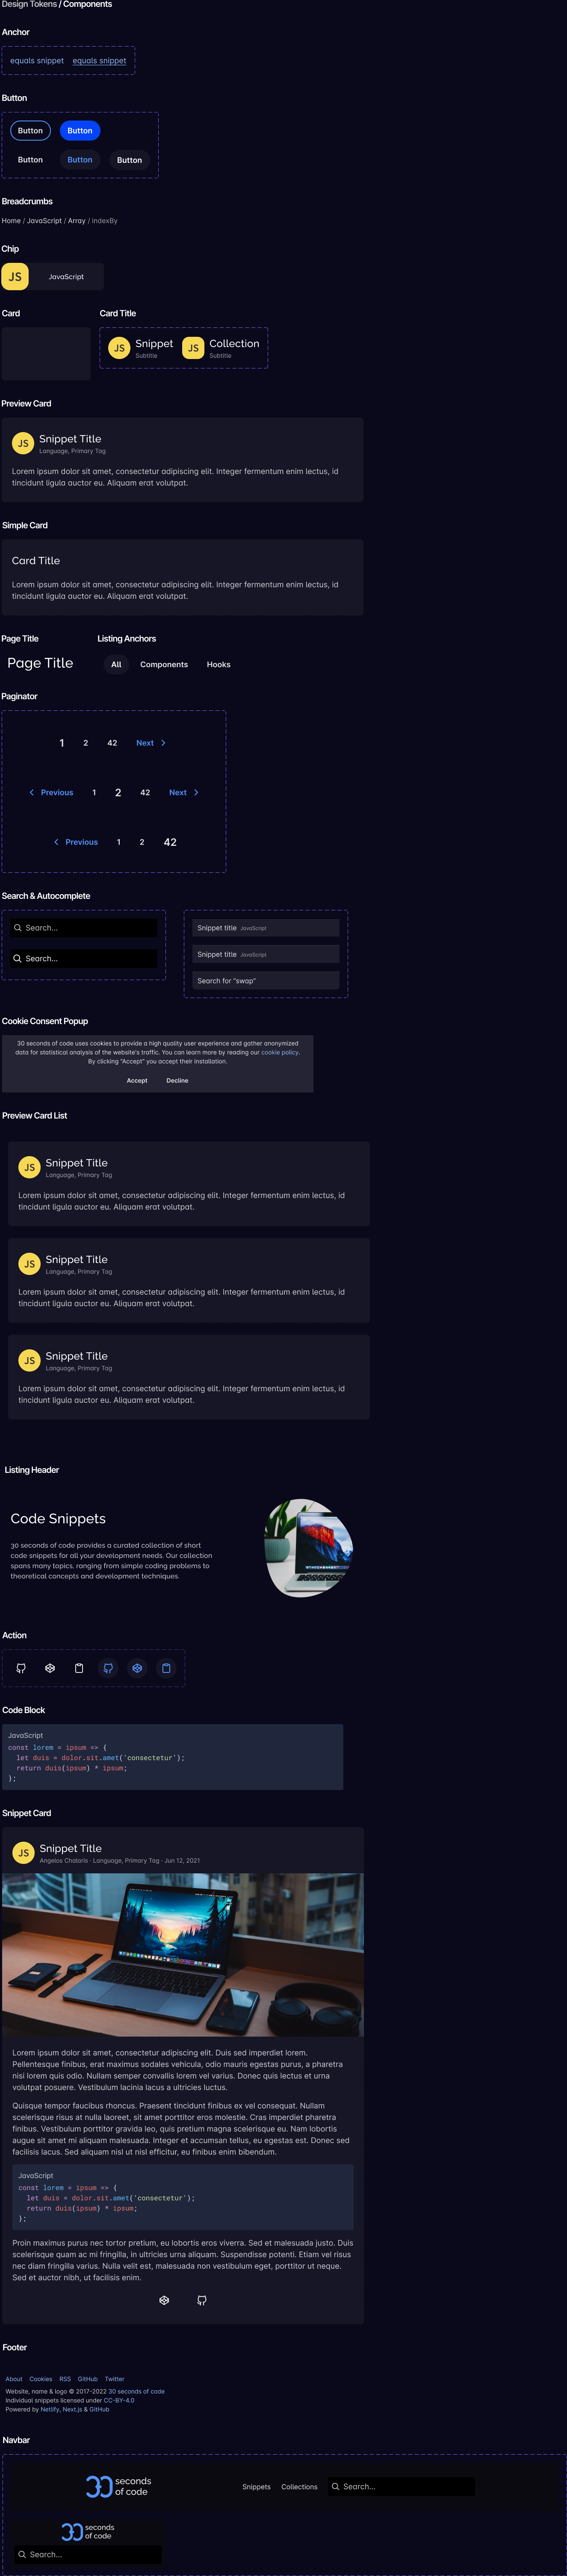 Design Tokens / Components
Anchor
equals snippet equals snippet
Button
Button Button
Button Button Button
Breadcrumbs
Home / JavaScript / Array / indexBy
Chip
JS JavaScript
Card Card Title
JS Snippet JS Collection
Subtitle Subtitle
Preview Card
JS Snippet Title
Language, Primary Tag
Lorem ipsum dolor sit amet, consectetur adipiscing elit. Integer fermentum enim lectus, id
tincidunt ligula auctor eu. Aliquam erat volutpat.
Simple Card
Card Title
Lorem ipsum dolor sit amet, consectetur adipiscing elit. Integer fermentum enim lectus, id
tincidunt ligula auctor eu. Aliquam erat volutpat.
Page Title Listing Anchors
Page Title All Components Hooks
Paginator
1 2 42 Next
Previous 1 2 42 Next
Previous 1 2 42
Search & Autocomplete
Search... Snippet title JavaScript
Search... Snippet title JavaScript
Search for "swap"
Cookie Consent Popup
30 seconds of code uses cookies to provide a high quality user experience and gather anonymized
data for statistical analysis of the website's traffic. You can learn more by reading our cookie policy.
By clicking "Accept" you accept their installation.
Accept Decline
Preview Card List
JS Snippet Title
Language, Primary Tag
Lorem ipsum dolor sit amet, consectetur adipiscing elit. Integer fermentum enim lectus, id
tincidunt ligula auctor eu. Aliquam erat volutpat.
JS Snippet Title
Language, Primary Tag
Lorem ipsum dolor sit amet, consectetur adipiscing elit. Integer fermentum enim lectus, id
tincidunt ligula auctor eu. Aliquam erat volutpat.
JS Snippet Title
Language, Primary Tag
Lorem ipsum dolor sit amet, consectetur adipiscing elit. Integer fermentum enim lectus, id
tincidunt ligula auctor eu. Aliquam erat volutpat.
Listing Header
Code Snippets
30 seconds of code provides a curated collection of short
code snippets for all your development needs. Our collection
spans many topics, ranging from simple coding problems to
theoretical concepts and development techniques.
Action
Code Block
JavaScript
const lorem = ipsum => {
let duis = dolor.sit.amet('consectetur');
return duis(ipsum) * ipsum;
};
Snippet Card
JS Snippet Title
Angelos Chalaris · Language, Primary Tag · Jun 12, 2021
Lorem ipsum dolor sit amet, consectetur adipiscing elit. Duis sed imperdiet lorem.
Pellentesque finibus, erat maximus sodales vehicula, odio mauris egestas purus, a pharetra
nisi lorem quis odio. Nullam semper convallis lorem vel varius. Donec quis lectus et urna
volutpat posuere. Vestibulum lacinia lacus a ultricies luctus.
Quisque tempor faucibus rhoncus. Praesent tincidunt finibus ex vel consequat. Nullam
scelerisque risus at nulla laoreet, sit amet porttitor eros molestie. Cras imperdiet pharetra
finibus. Vestibulum porttitor gravida leo, quis pretium magna scelerisque eu. Nam lobortis
augue sit amet mi aliquam malesuada. Integer et accumsan tellus, eu egestas est. Donec sed
facilisis lacus. Sed aliquam nisl ut nisl efficitur, eu finibus enim bibendum.
JavaScript
const lorem = ipsum => {
let duis = dolor.sit.amet('consectetur');
return duis(ipsum) * ipsum;
};
Proin maximus purus nec tortor pretium, eu lobortis eros viverra. Sed et malesuada justo. Duis
scelerisque quam ac mi fringilla, in ultricies urna aliquam. Suspendisse potenti. Etiam vel risus
nec diam fringilla varius. Nulla velit est, malesuada non vestibulum eget, porttitor ut neque.
Sed et auctor nibh, ut facilisis enim.
Footer
About Cookies RSS GitHub Twitter
Website, name & logo © 2017-2022 30 seconds of code
Individual snippets licensed under CC-BY-4.0
Powered by Netlify, Next.js & GitHub
Navbar
30 seconds of code Snippets Collections Search...
30 seconds of code
Search...